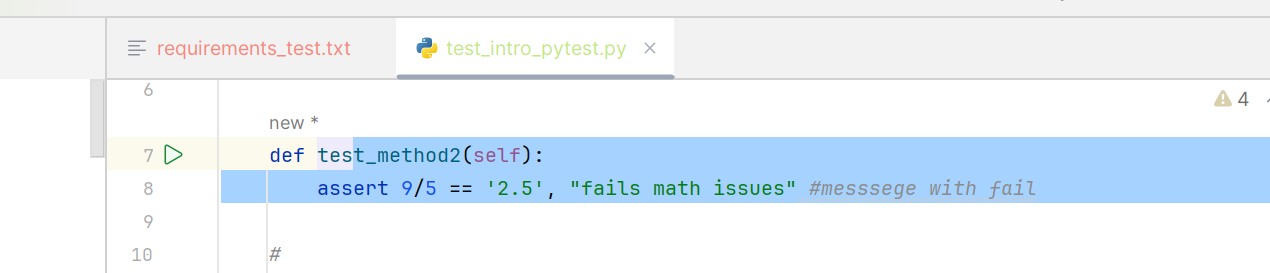 requirements_test.txt
test_intro_pytest.py
6
4
new *
7 def test_method2(self):
8 assert 9/5 == '2.5', "fails math issues" #messsege with fail
9
10 #